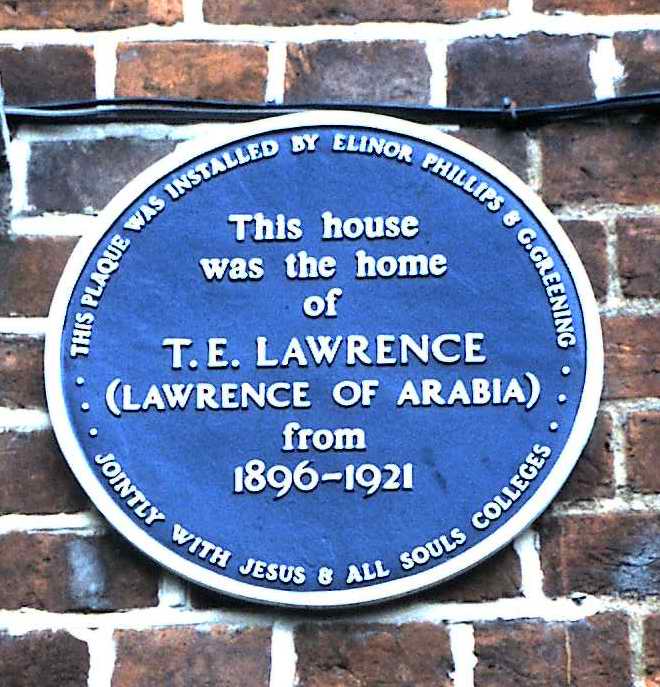 THIS PLAQUE WAS INSTALLED BY ELINOR PHILLIPS & G.GREENING
This house
was the home
of
T. E. LAWRENCE
(LAWRENCE OF ARABIA)
from
1896-1921
JOINTLY WITH JESUS & ALL SOULS COLLEGES